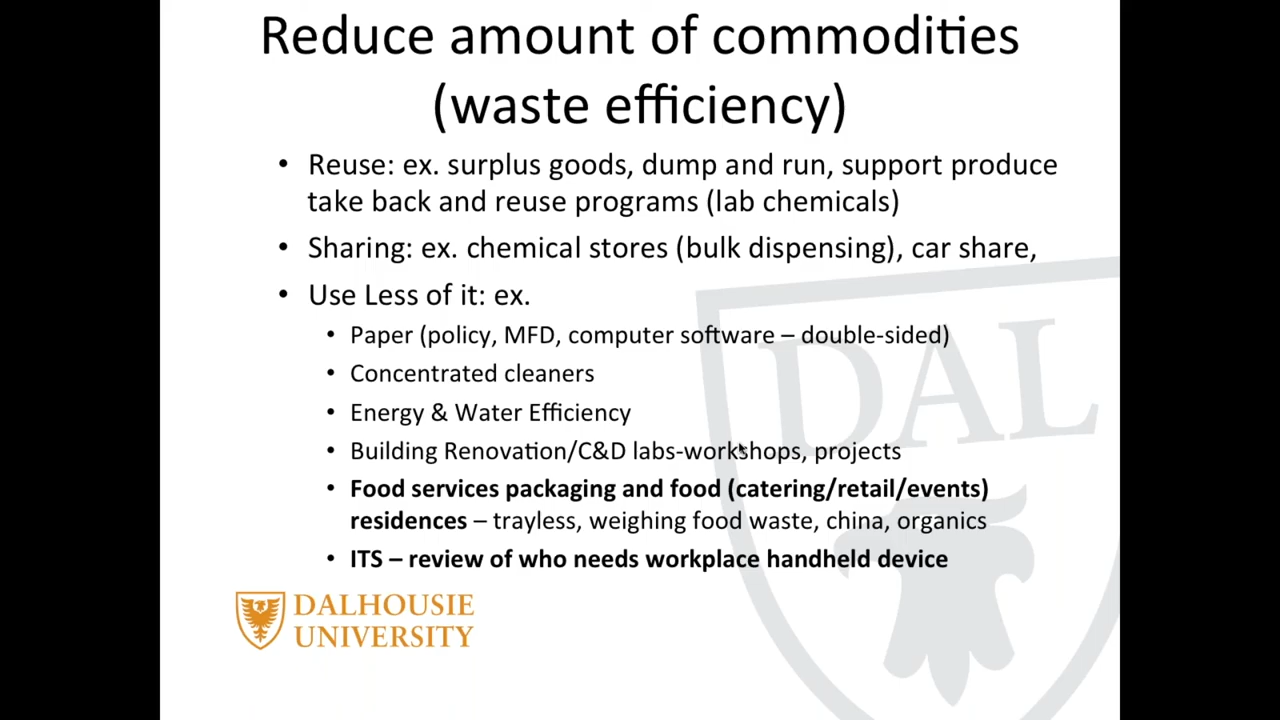 Reduce amount of commodities
(waste efficiency)
• Reuse: ex. surplus goods, dump and run, support produce
take back and reuse programs (lab chemicals)
• Sharing: ex. chemical stores (bulk dispensing), car share,
• Use Less of it: ex.
• Paper (policy, MFD, computer software – double-sided)
• Concentrated cleaners
• Energy & Water Efficiency
• Building Renovation/C&D labs-workshops, projects
• Food services packaging and food (catering/retail/events)
residences – trayless, weighing food waste, china, organics
• ITS – review of who needs workplace handheld device
DAL
DALHOUSIE
UNIVERSITY